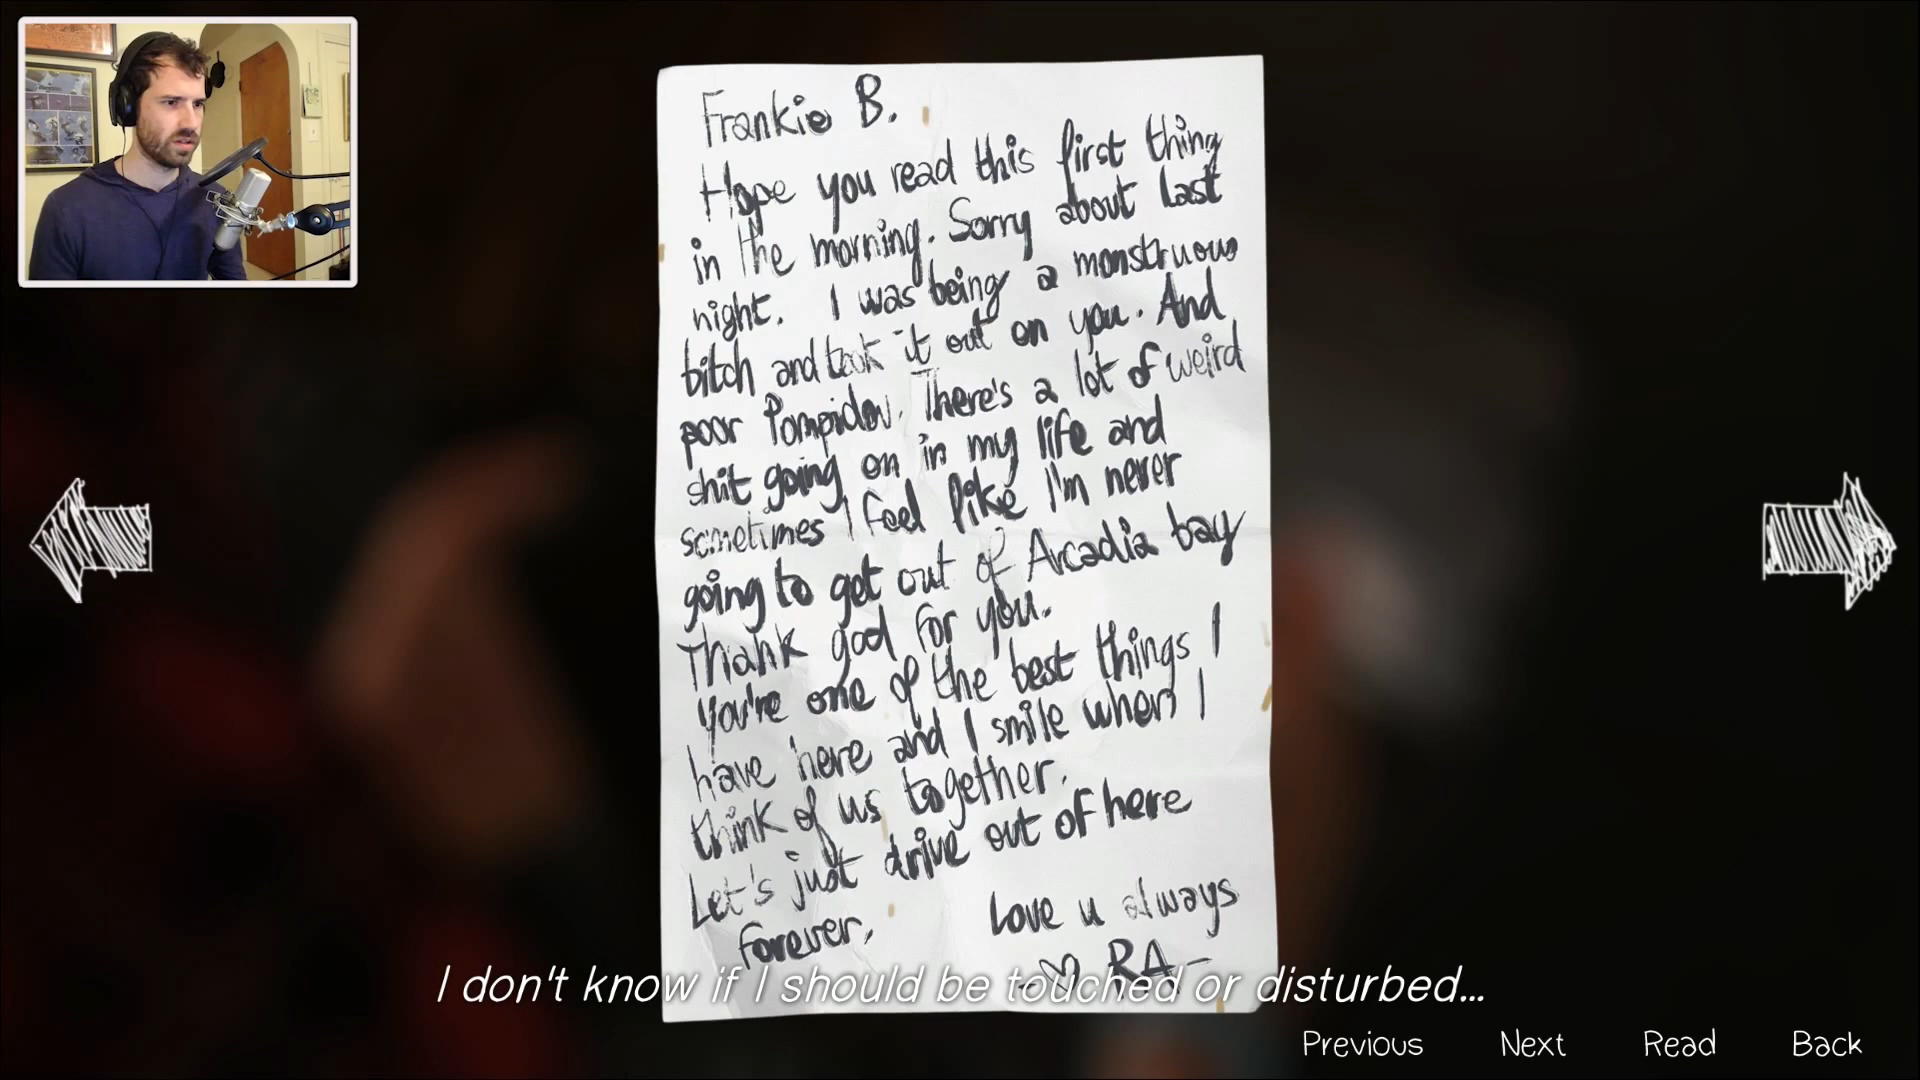 Frankie B.
Hope you read this first thing
in the morning. Sorry about last
night. I was being a monstruous
bitch and took it out on you. And
poor Pompidou. There's a lot of weird
shit going on in my life and
sometimes I feel like I'm never
going to get out of Arcadia bay
Thank god for you.
You're one of the best things I
have here and I smile when I
think of us together.
Let's just drive out of here
forever.
Love u always
- ♡ RA -
I don't know if I should be touched or disturbed...
Previous Next Read Back